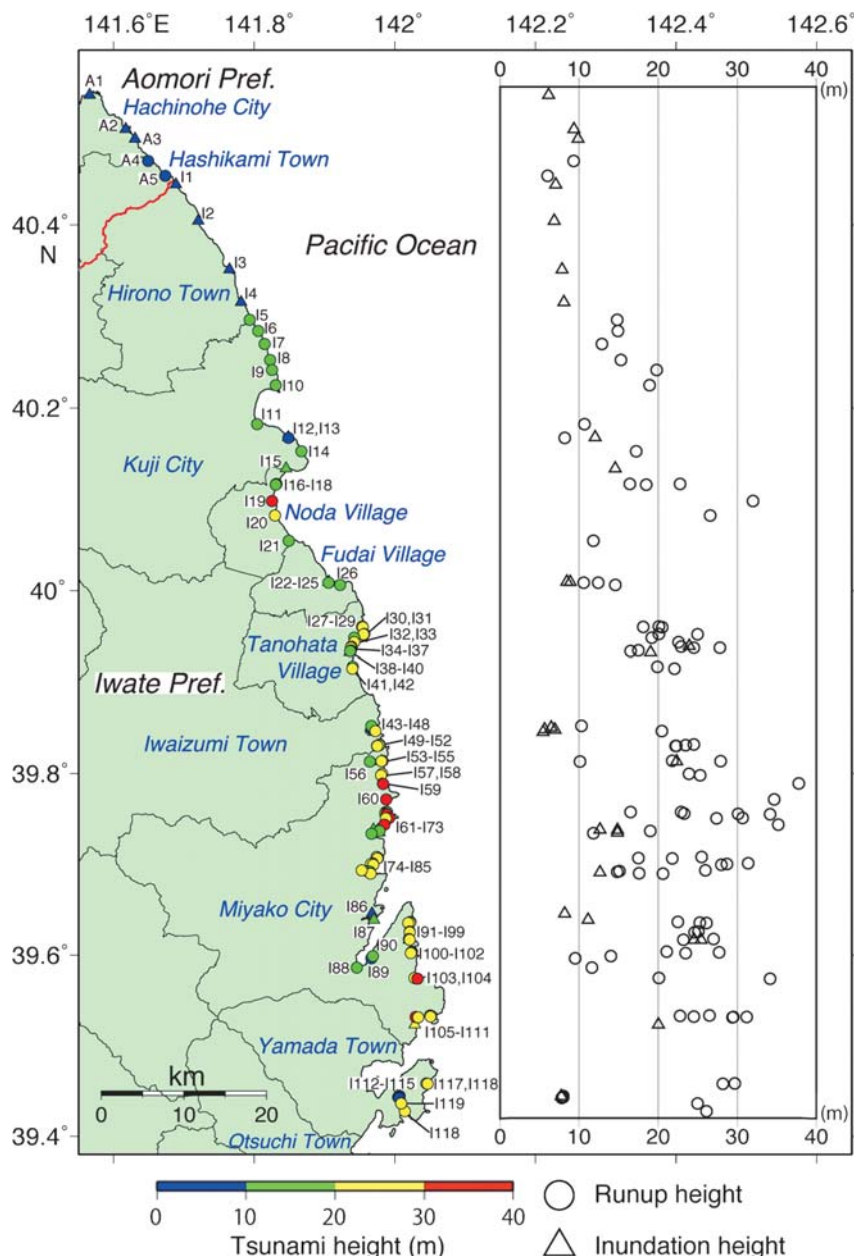 141.6°E 141.8° 142° 142.2° 142.4° 142.6°
0 10 20 30 40
(m)
Aomori Pref.
A1
Hachinohe City
A2
A3
A4
Hashikami Town
A5
I1
I2
40.4°
N
Pacific Ocean
I3
Hirono Town
I4
I5
I6
I7
I8
I9
I10
40.2°
I11
I12,I13
I14
Kuji City
I15
I16-I18
I19
Noda Village
I20
I21
Fudai Village
40°
I22-I25
I26
I27-I29
I30,I31
I32,I33
Tanohata
Village
I34-I37
I38-I40
I41,I42
Iwate Pref.
I43-I48
Iwaizumi Town
I49-I52
I53-I55
39.8°
I56
I57,I58
I59
I60
I61-I73
I74-I85
Miyako City
I86
I87
I91-I99
39.6°
I90
I100-I102
I88
I89
I103,I104
I105-I111
Yamada Town
km
0 10 20
I112-I115
I117,I118
I119
I118
Otsuchi Town
39.4°
(m)
0 10 20 30 40
0 10 20 30 40
Tsunami height (m)
Runup height
Inundation height